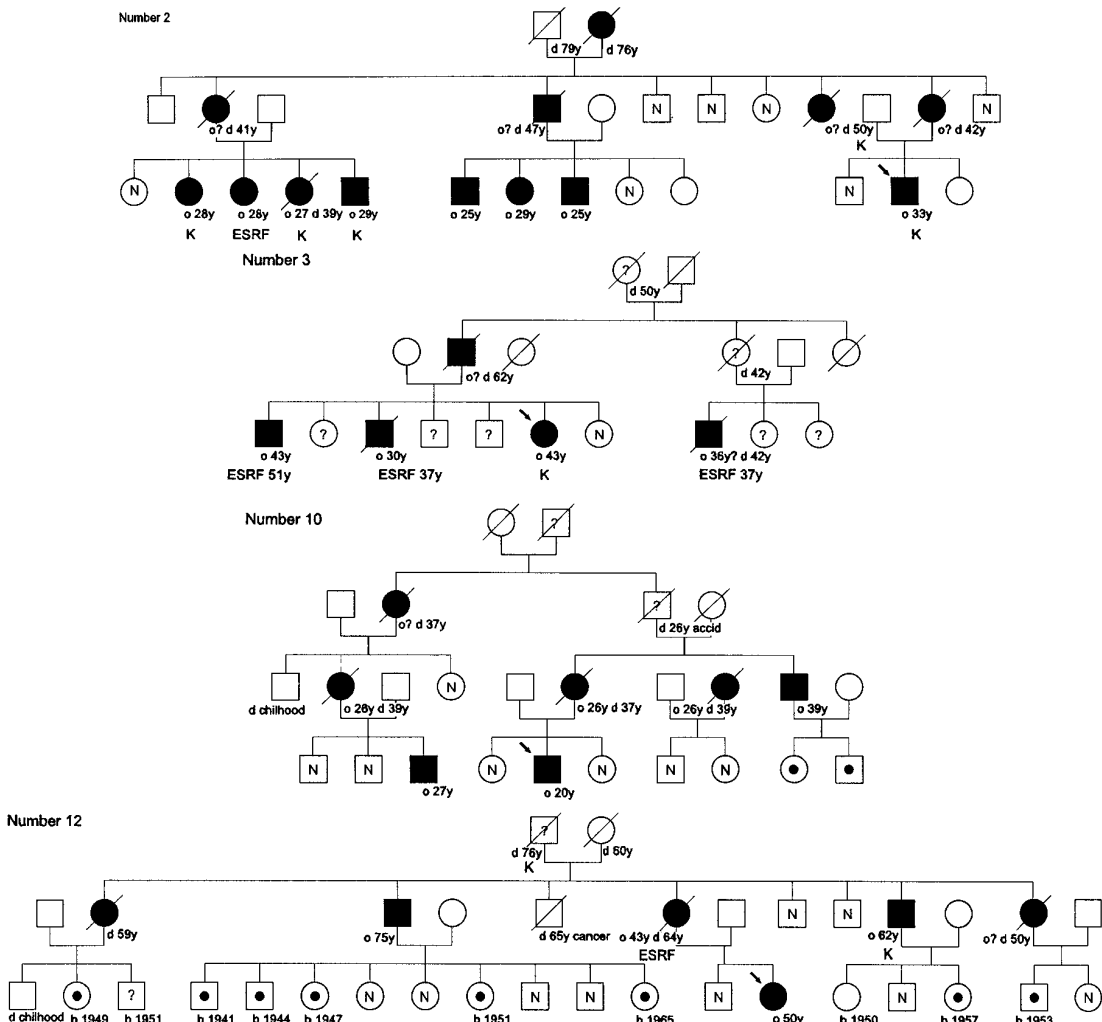 Number 2
d 79y d 76y
N N N N
o? d 41y o? d 47y o? d 50y o? d 42y
K
N N N
o 28y o 28y o 27 d 39y o 29y o 25y o 29y o 25y o 33y
K ESRF K K K
Number 3
?
d 50y
?
o? d 62y d 42y
? ? ? N ? ?
o 43y o 30y o 43y o 36y? d 42y
ESRF 51y ESRF 37y K ESRF 37y
Number 10
?
?
o? d 37y d 26y accid
N
d chilhood o 26y d 39y o 26y d 37y o 26y d 39y o 39y
N N N N N N
o 27y o 20y
Number 12
?
d 76y d 60y
K
N N
d 59y o 75y d 65y cancer o 43y d 64y o 62y o? d 50y
ESRF K
? N N N N N N N
d chilhood b 1949 b 1951 b 1941 b 1944 b 1947 b 1951 b 1965 o 50y b 1950 b 1957 b 1953